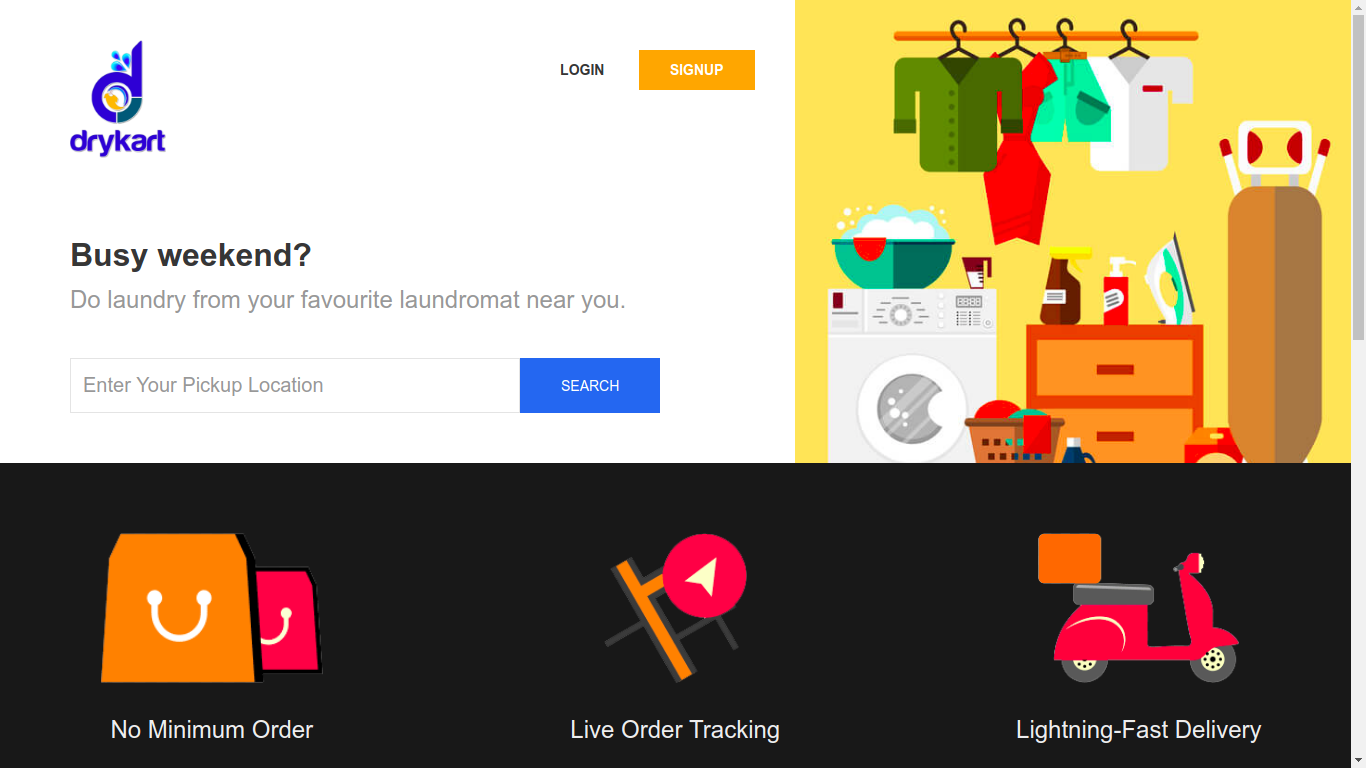 drykart
LOGIN
SIGNUP
Busy weekend?
Do laundry from your favourite laundromat near you.
Enter Your Pickup Location
SEARCH
No Minimum Order
Live Order Tracking
Lightning-Fast Delivery